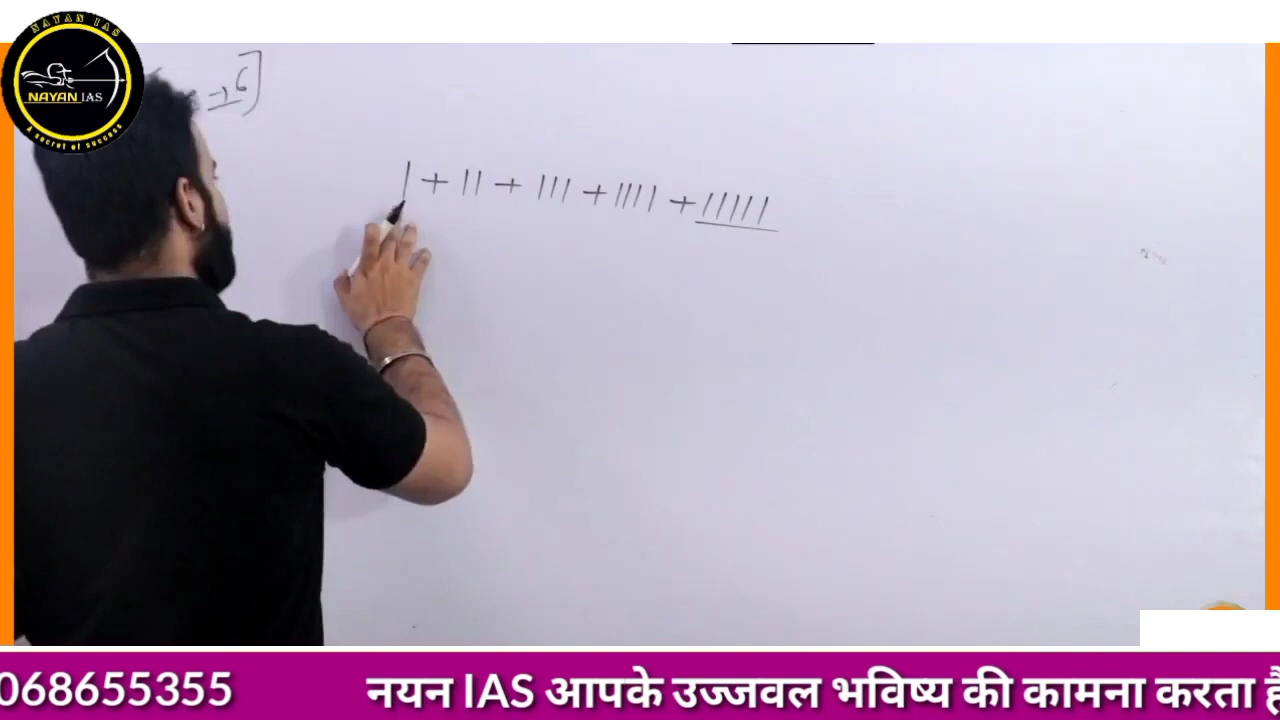 NAYAN IAS
NAYAN IAS
A secret of success
→ 6]
1 + 11 + 111 + 1111 + 11111
068655355 नयन IAS आपके उज्जवल भविष्य की कामना करता है